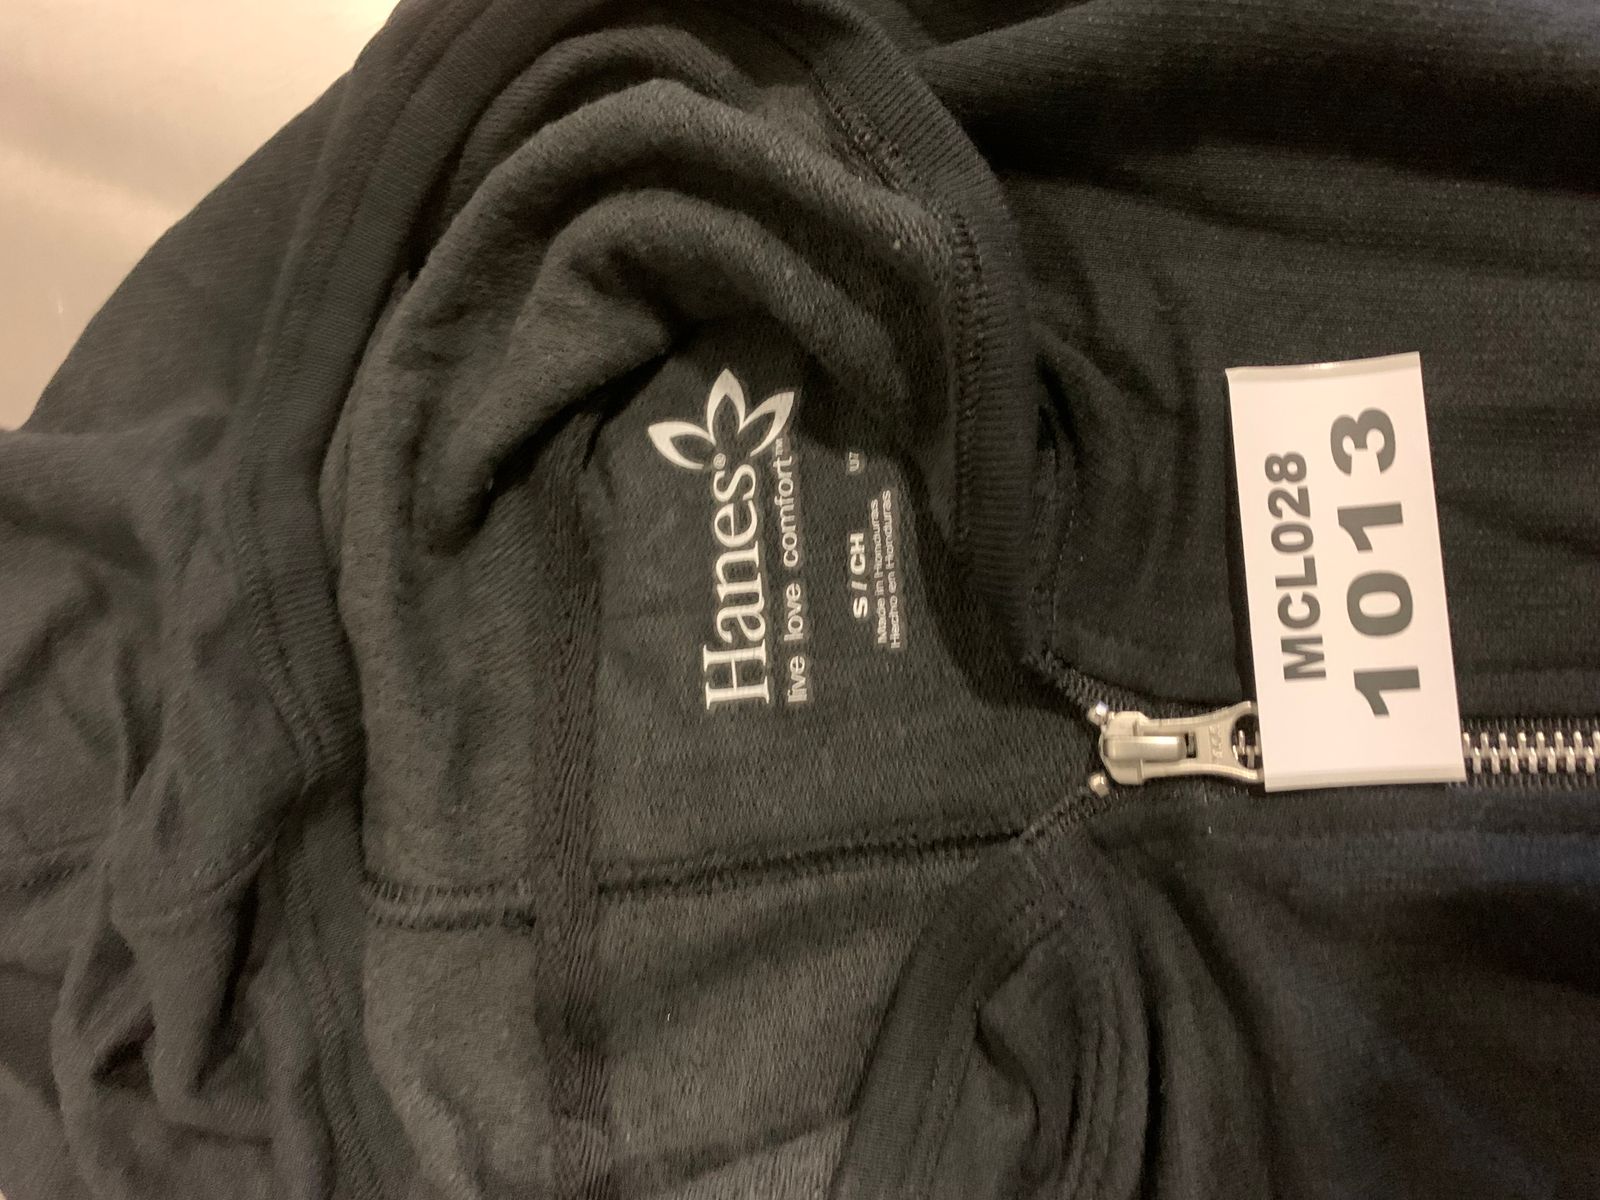 Hanes®
live love comfort™
S / CH
Made in Honduras
Hecho en Honduras
MCL028
1013